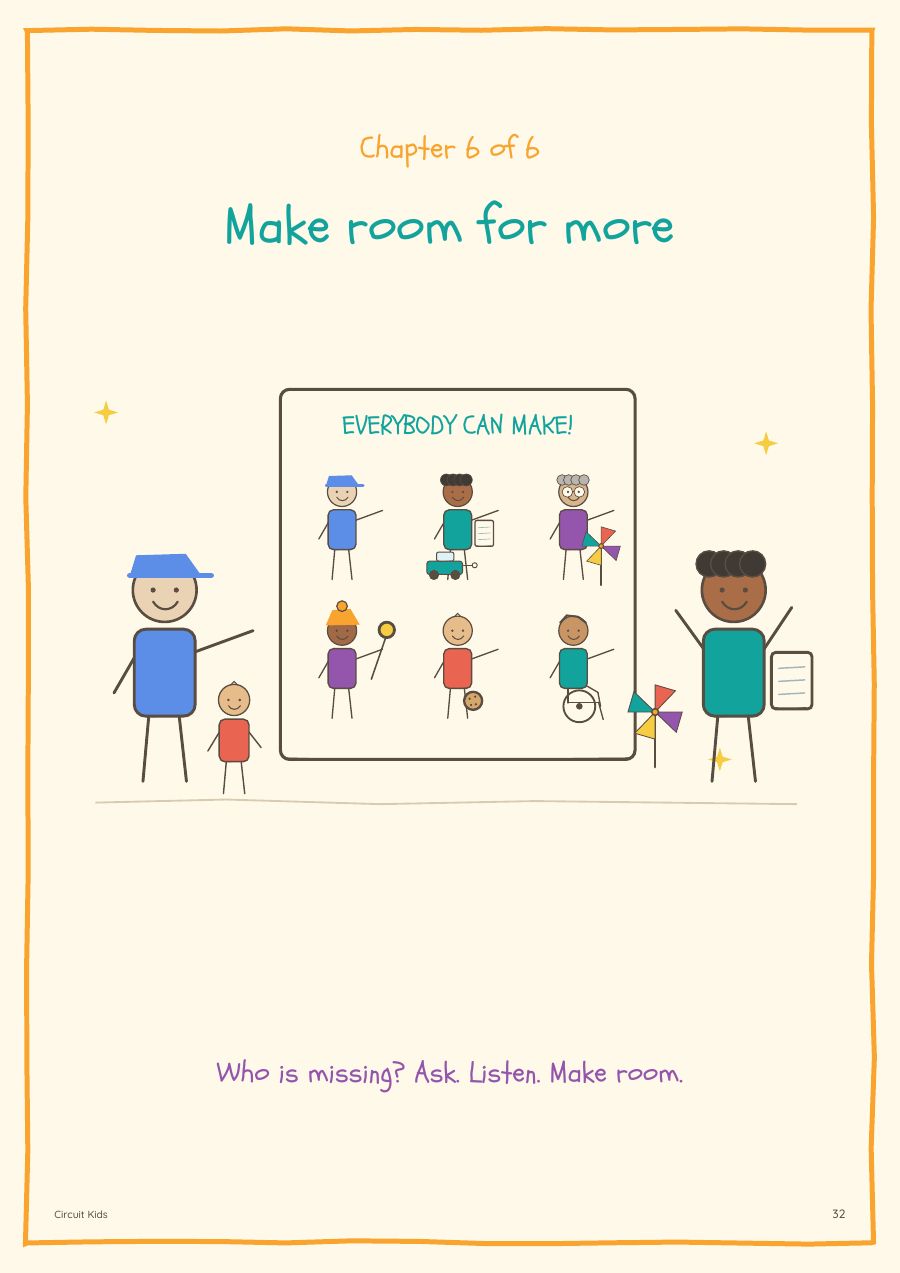 Chapter 6 of 6
Make room for more
EVERYBODY CAN MAKE!
Who is missing? Ask. Listen. Make room.
Circuit Kids
32